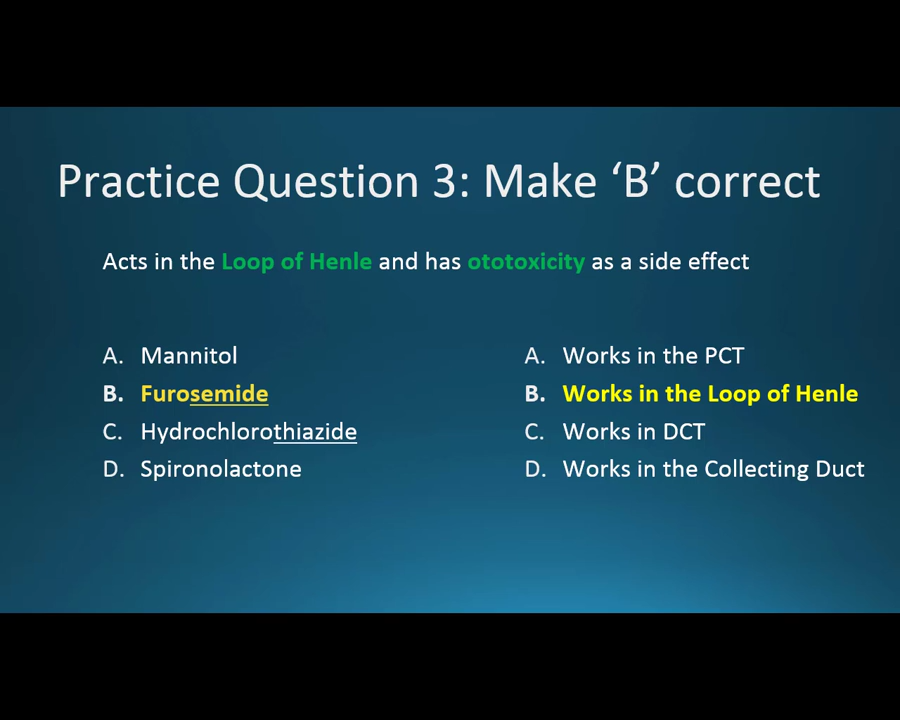 Practice Question 3: Make ‘B’ correct
Acts in the Loop of Henle and has ototoxicity as a side effect
A. Mannitol
B. Furosemide
C. Hydrochlorothiazide
D. Spironolactone
A. Works in the PCT
B. Works in the Loop of Henle
C. Works in DCT
D. Works in the Collecting Duct